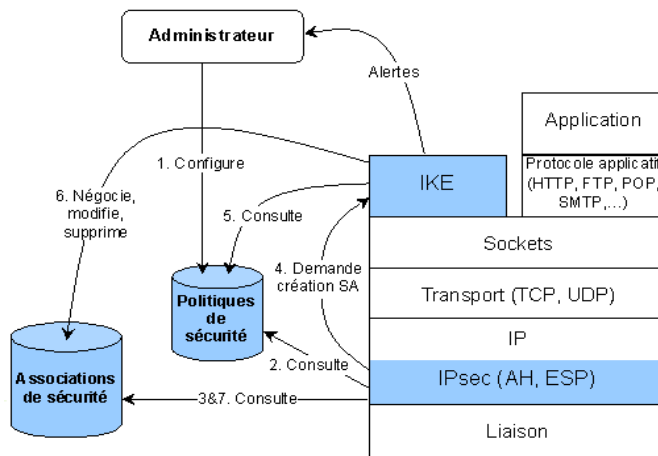 Administrateur
Alertes
Application
1. Configure
Protocole applicatif
(HTTP, FTP, POP,
SMTP,...)
IKE
6. Négocie,
modifie,
supprime
5. Consulte
Sockets
4. Demande
création SA
Transport (TCP, UDP)
Politiques
de
sécurité
IP
2. Consulte
IPsec (AH, ESP)
Associations
de sécurité
3&7. Consulte
Liaison